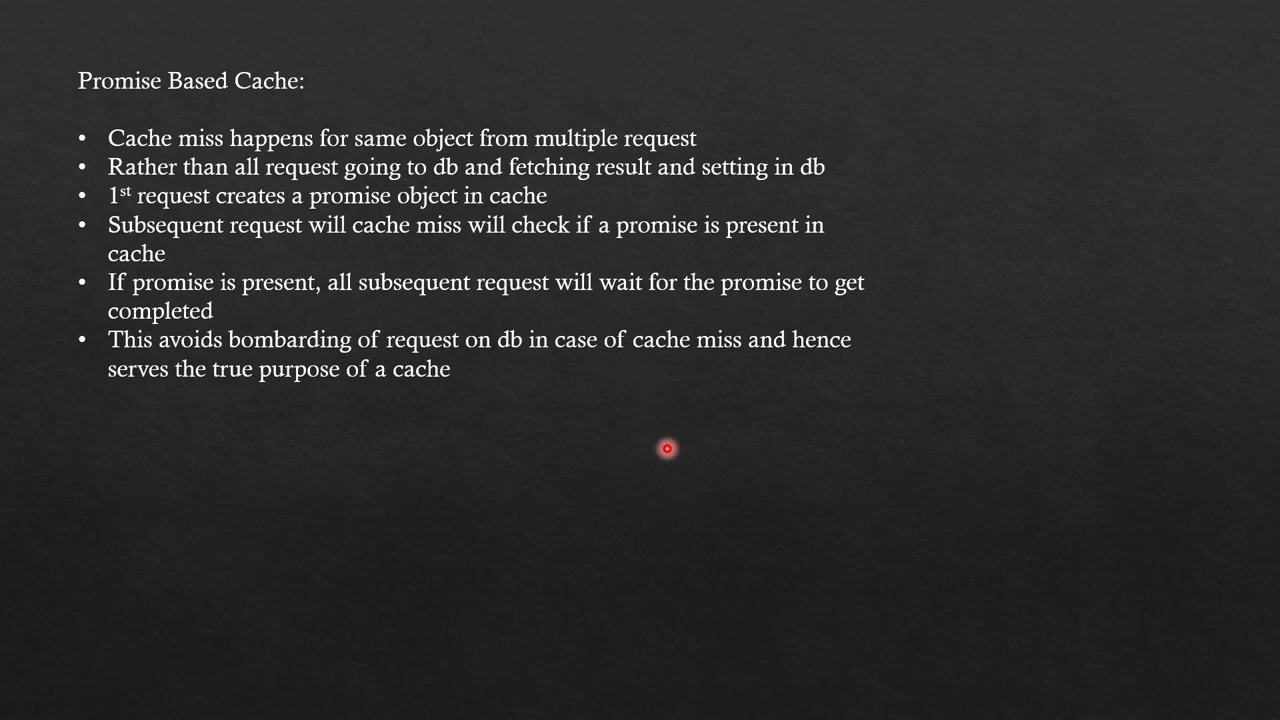 Promise Based Cache:
• Cache miss happens for same object from multiple request
• Rather than all request going to db and fetching result and setting in db
• 1st request creates a promise object in cache
• Subsequent request will cache miss will check if a promise is present in
cache
• If promise is present, all subsequent request will wait for the promise to get
completed
• This avoids bombarding of request on db in case of cache miss and hence
serves the true purpose of a cache